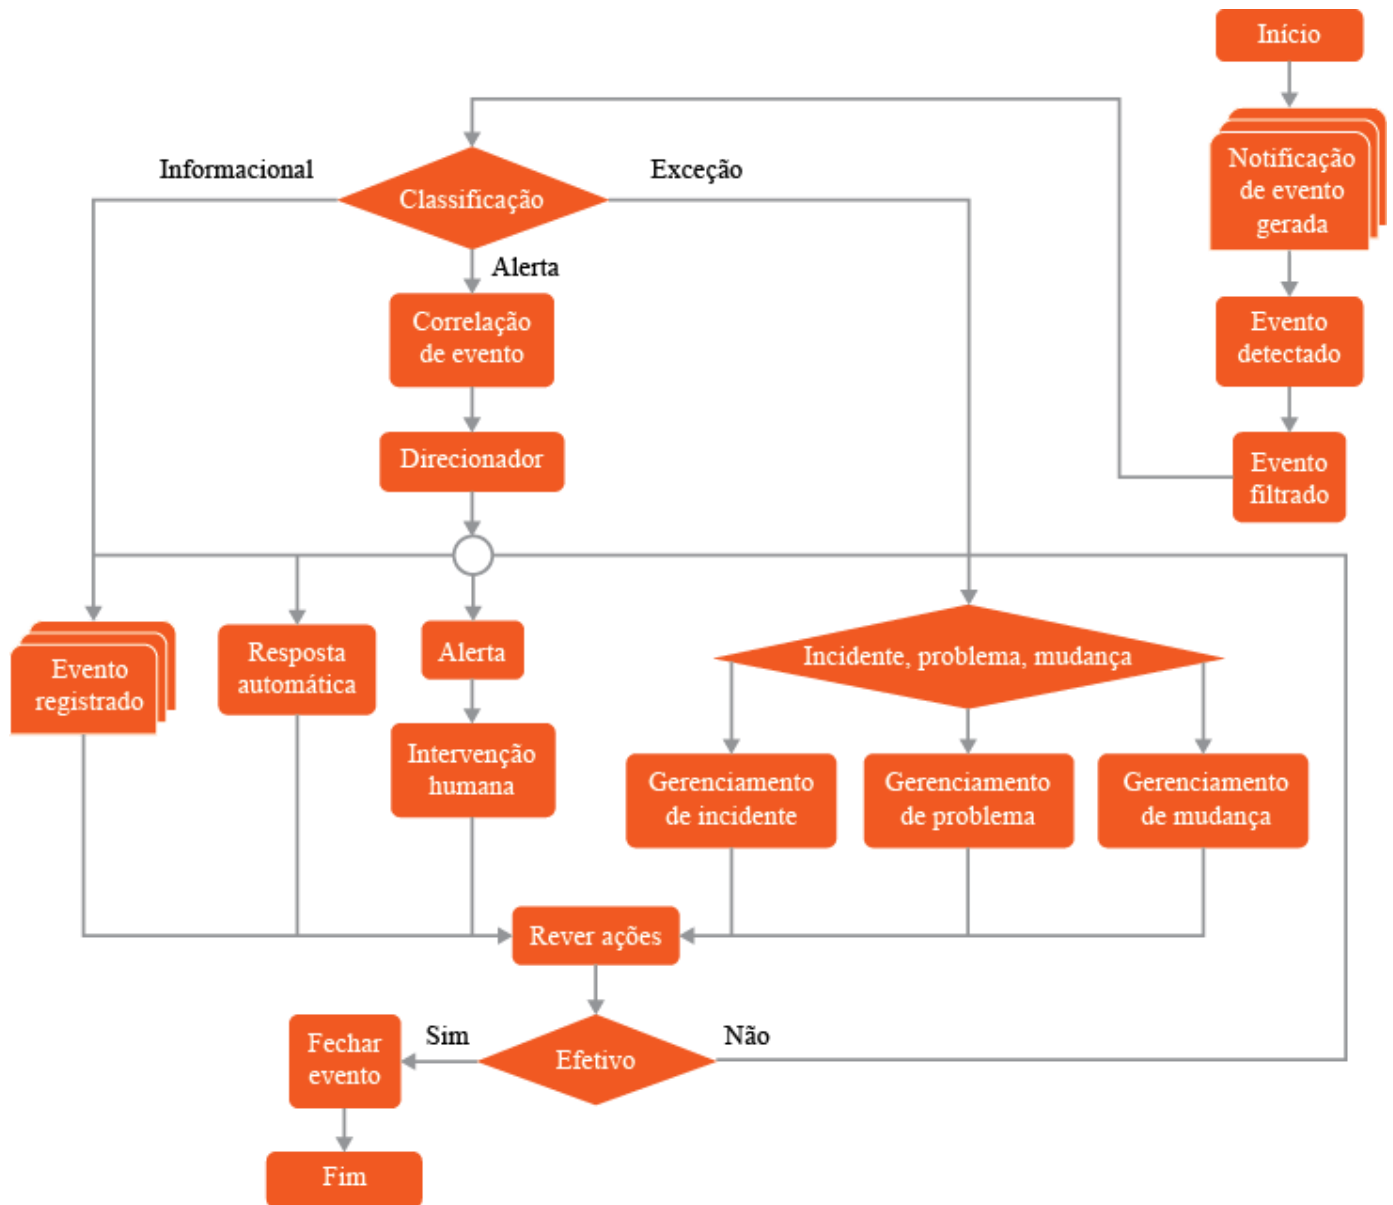 Início
Notificação
de evento
gerada
Evento
detectado
Evento
filtrado
Informacional
Classificação
Exceção
Alerta
Correlação
de evento
Direcionador
Evento
registrado
Resposta
automática
Alerta
Intervenção
humana
Incidente, problema, mudança
Gerenciamento
de incidente
Gerenciamento
de problema
Gerenciamento
de mudança
Rever ações
Efetivo
Sim
Não
Fechar
evento
Fim